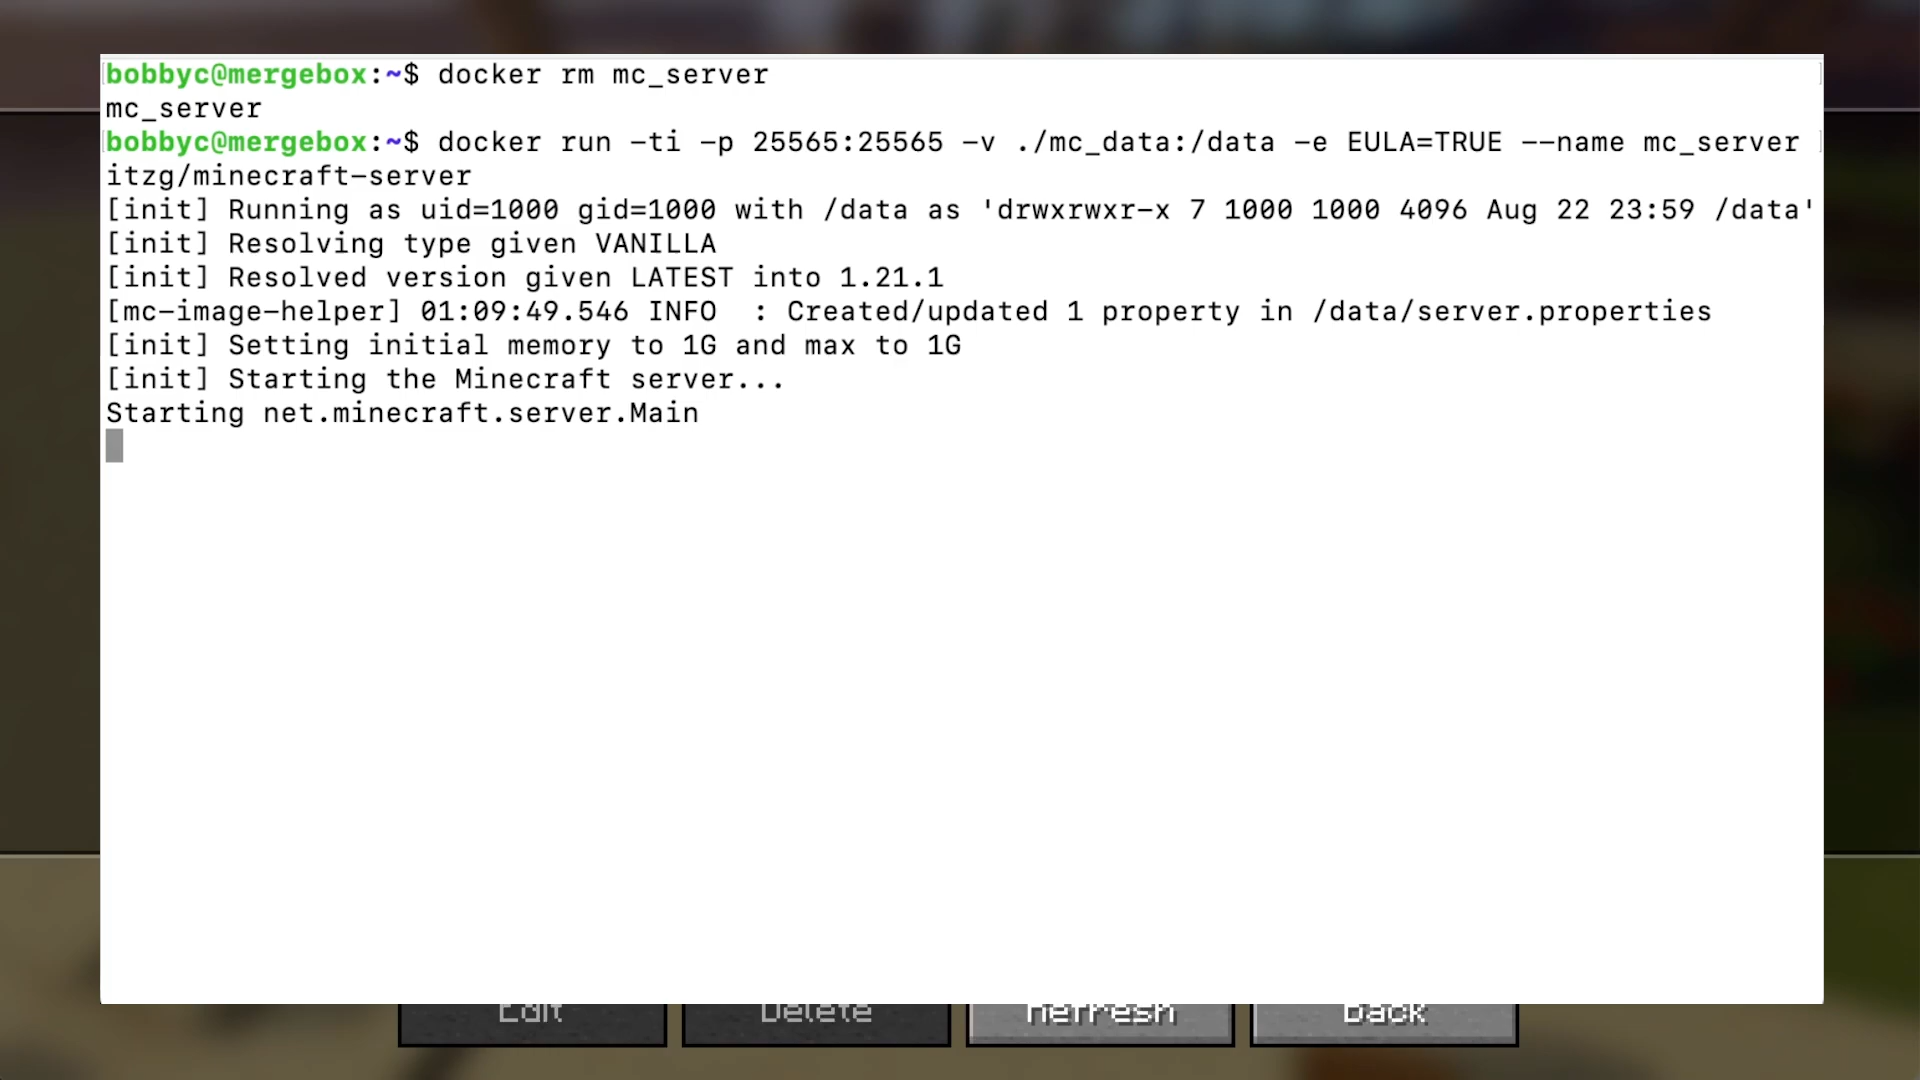 bobbyc@mergebox:~$ docker rm mc_server
mc_server
bobbyc@mergebox:~$ docker run -ti -p 25565:25565 -v ./mc_data:/data -e EULA=TRUE --name mc_server
itzg/minecraft-server
[init] Running as uid=1000 gid=1000 with /data as 'drwxrwxr-x 7 1000 1000 4096 Aug 22 23:59 /data'
[init] Resolving type given VANILLA
[init] Resolved version given LATEST into 1.21.1
[mc-image-helper] 01:09:49.546 INFO  : Created/updated 1 property in /data/server.properties
[init] Setting initial memory to 1G and max to 1G
[init] Starting the Minecraft server...
Starting net.minecraft.server.Main
Edit Delete Refresh Back